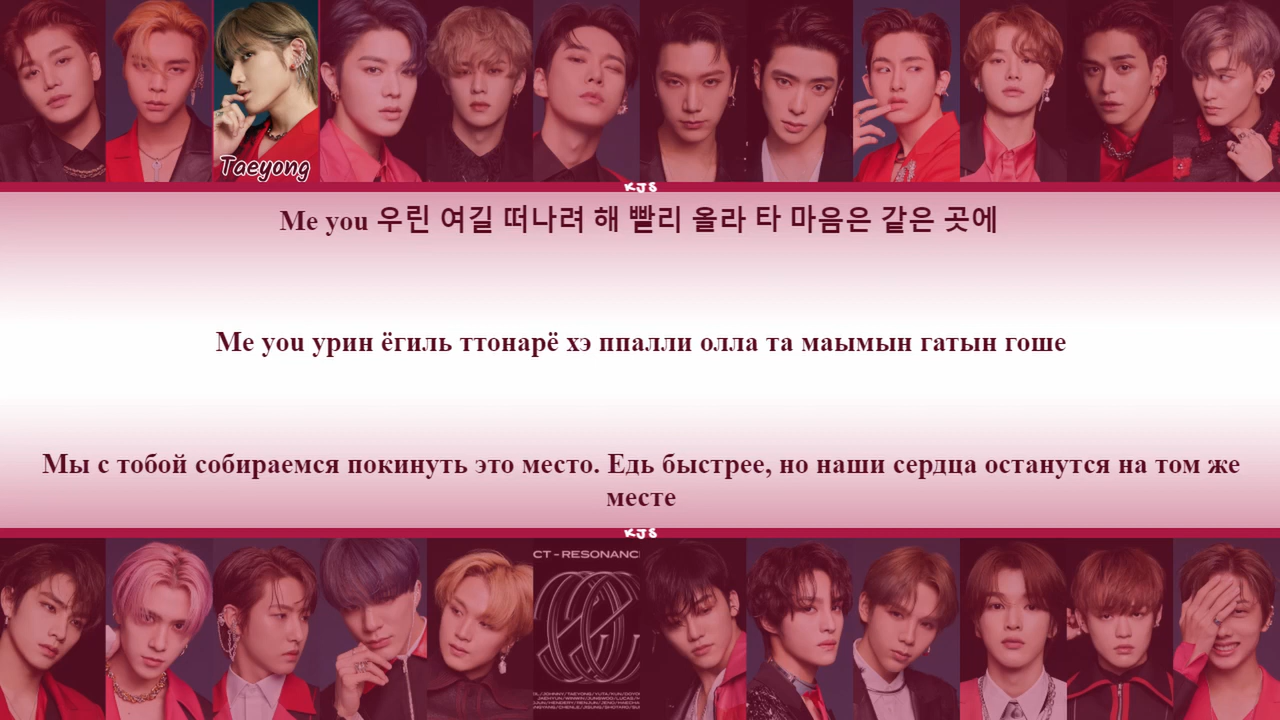 Taeyong
KJS
Me you 우린 여길 떠나려 해 빨리 올라 타 마음은 같은 곳에
Me you урин ёгиль ттонарё хэ ппалли олла та маымын гатын гоше
Мы с тобой собираемся покинуть это место. Едь быстрее, но наши сердца останутся на том же
месте
KJS
CT - RESONANC